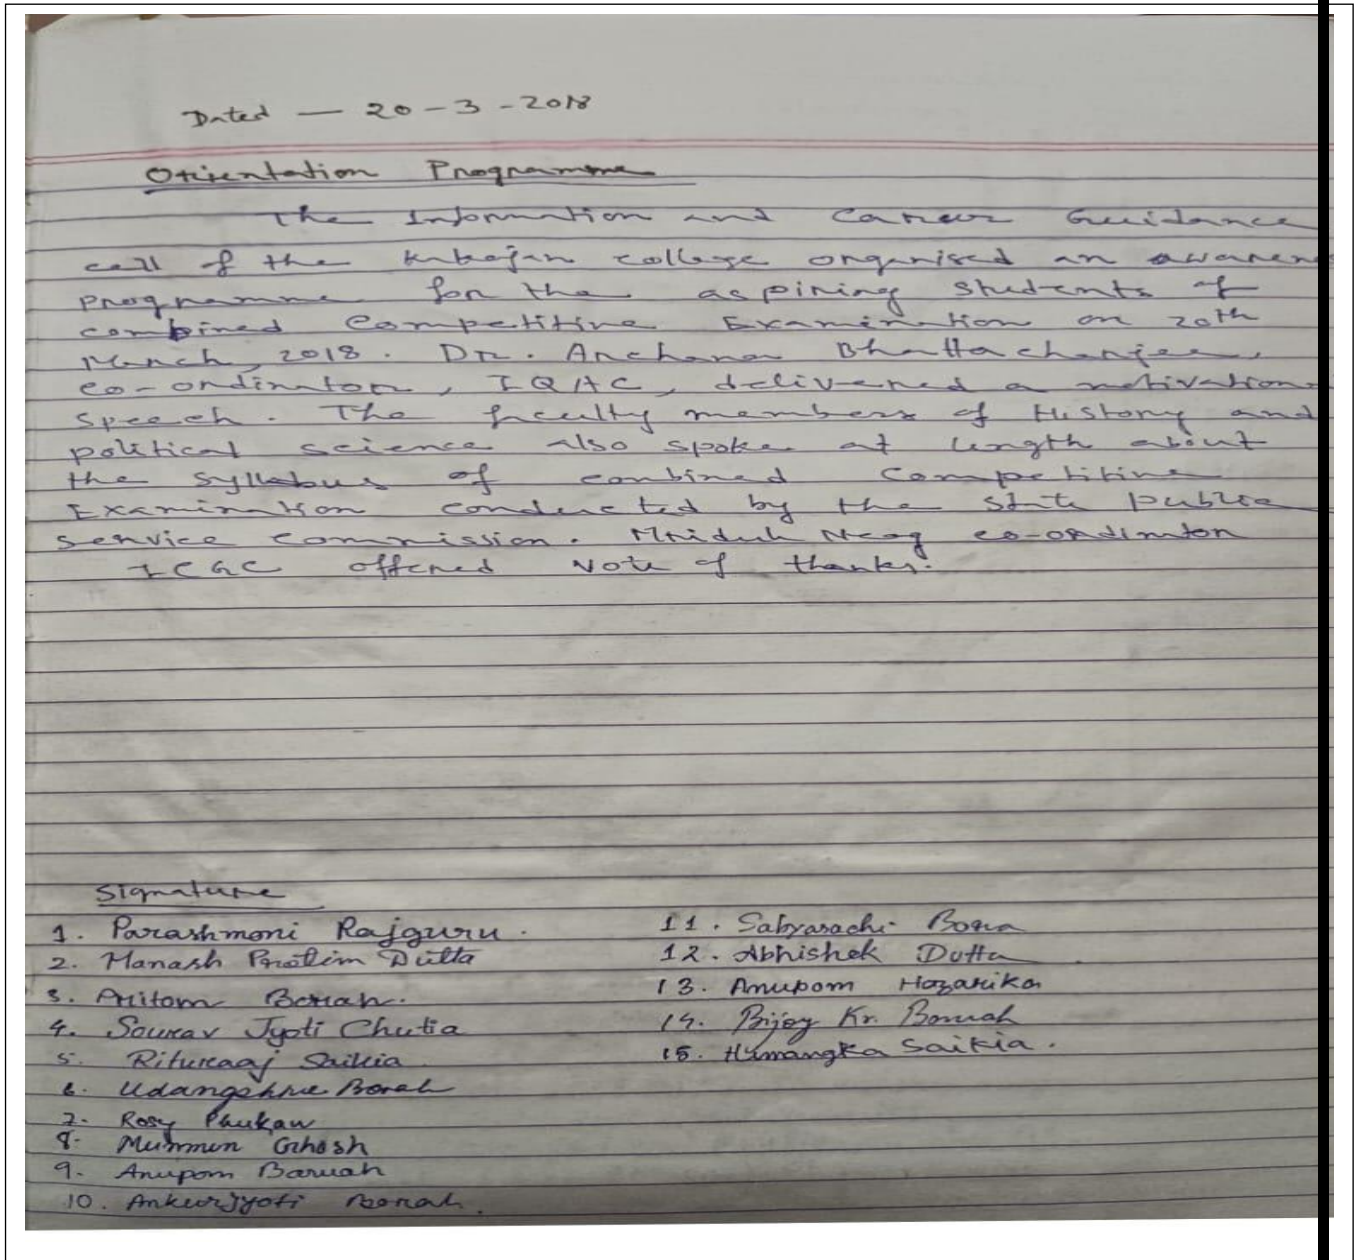 Dated — 20-3-2018
Orientation Programme
The Information and Career Guidance
cell of the Kakojan college organised an awaren
programme for the aspiring students of
combined Competitive Examination on 20th
March, 2018. Dr. Archana Bhattacharjee,
co-ordinator, IQAC, delivered a motivation
speech. The faculty members of History and
political science also spoke at length about
the syllabus of combined Competitive
Examination conducted by the state public
service commission. Mridul Neog co-ordinator
ICGC offered vote of thanks.
Signature
1. Parashmoni Rajguru.
2. Manash Pratim Dutta
3. Pritom Borah.
4. Sourav Jyoti Chutia
5. Rituraaj Saikia
6. Udangshree Borah
7. Rosy Phukan
8. Munmun Ghosh
9. Anupom Baruah
10. Ankurjyoti Borah.
11. Sabyasachi Bora
12. Abhishek Dutta
13. Anupom Hazarika
14. Bijoy Kr. Boruah
15. Himangka Saikia.